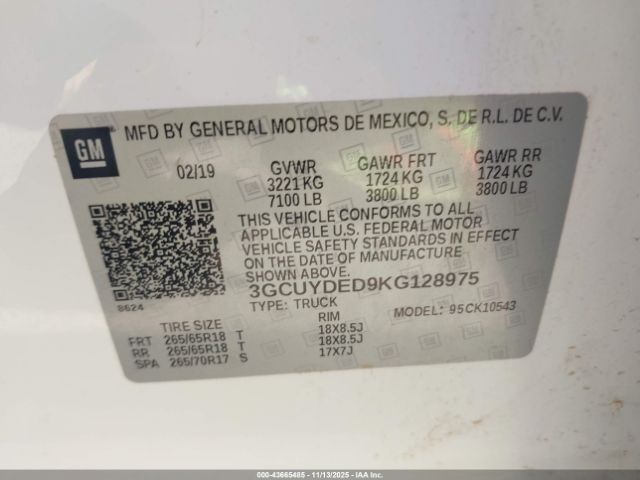 GM MFD BY GENERAL MOTORS DE MEXICO, S. DE R.L. DE C.V.
02/19 GVWR GAWR FRT GAWR RR
3221 KG 1724 KG 1724 KG
7100 LB 3800 LB 3800 LB
THIS VEHICLE CONFORMS TO ALL
APPLICABLE U.S. FEDERAL MOTOR
VEHICLE SAFETY STANDARDS IN EFFECT
ON THE DATE OF MANUFACTURE
SHOWN ABOVE.
8624 3GCUYDED9KG128975
TYPE: TRUCK MODEL: 95CK10543
TIRE SIZE RIM
FRT 265/65R18 T 18X8.5J
RR 265/65R18 T 18X8.5J
SPA 265/70R17 S 17X7J
000-43665485 - 11/13/2025 - IAA Inc. ©